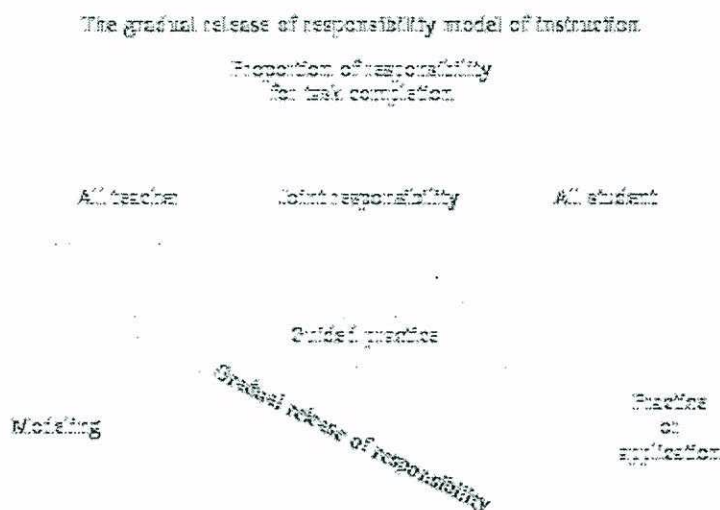 The gradual release of responsibility model of instruction
Proportion of responsibility
for task completion
All teacher
Joint responsibility
All student
Guided practice
Gradual release of responsibility
Modeling
Practice
or
application